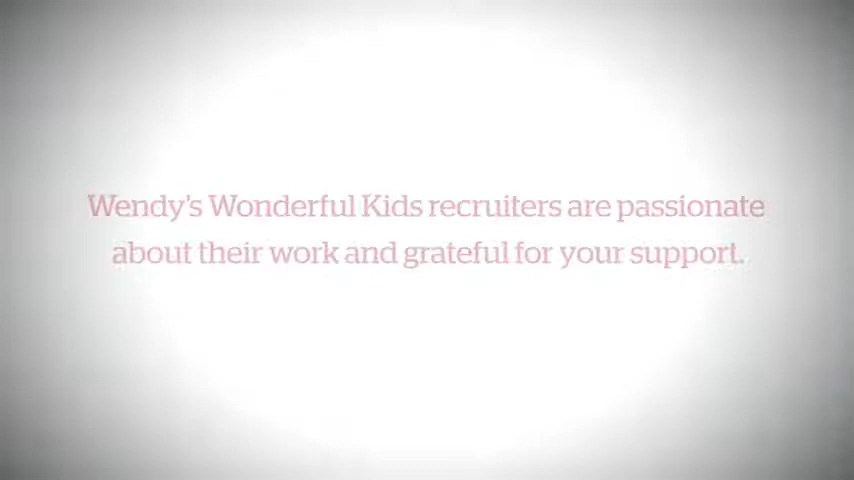 Wendy's Wonderful Kids recruiters are passionate
about their work and grateful for your support.